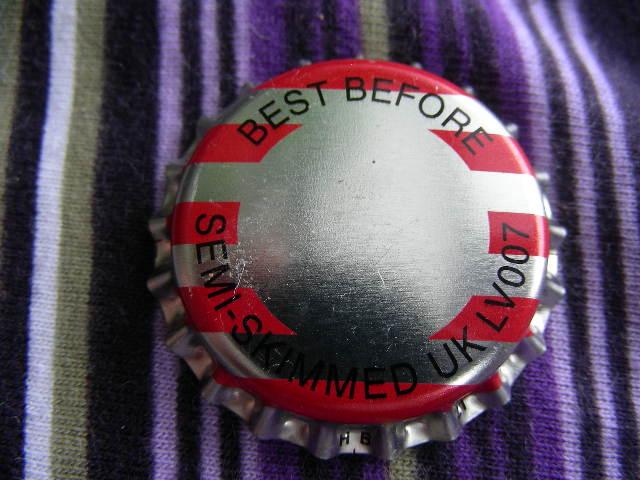 BEST BEFORE
SEMI-SKIMMED UK LV007
H B